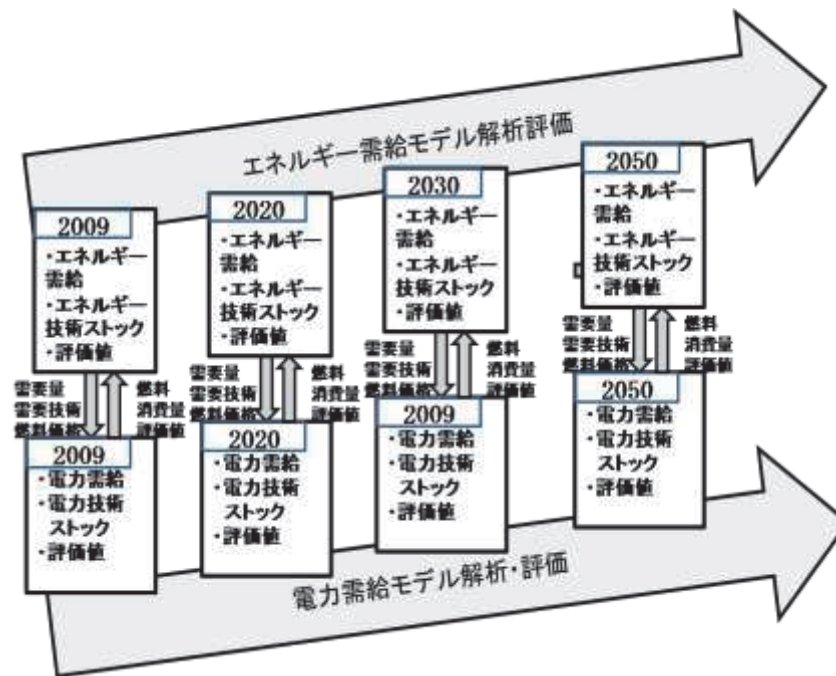 エネルギー需給モデル解析評価
2009
・エネルギー
需給
・エネルギー
技術ストック
・評価値
2020
・エネルギー
需給
・エネルギー
技術ストック
・評価値
2030
・エネルギー
需給
・エネルギー
技術ストック
・評価値
2050
・エネルギー
需給
・エネルギー
技術ストック
・評価値
需要量
需要技術
燃料価格
燃料
消費量
評価値
需要量
需要技術
燃料価格
燃料
消費量
評価値
需要量
需要技術
燃料価格
燃料
消費量
評価値
需要量
需要技術
燃料価格
燃料
消費量
評価値
2009
・電力需給
・電力技術
ストック
・評価値
2020
・電力需給
・電力技術
ストック
・評価値
2009
・電力需給
・電力技術
ストック
・評価値
2050
・電力需給
・電力技術
ストック
・評価値
電力需給モデル解析・評価